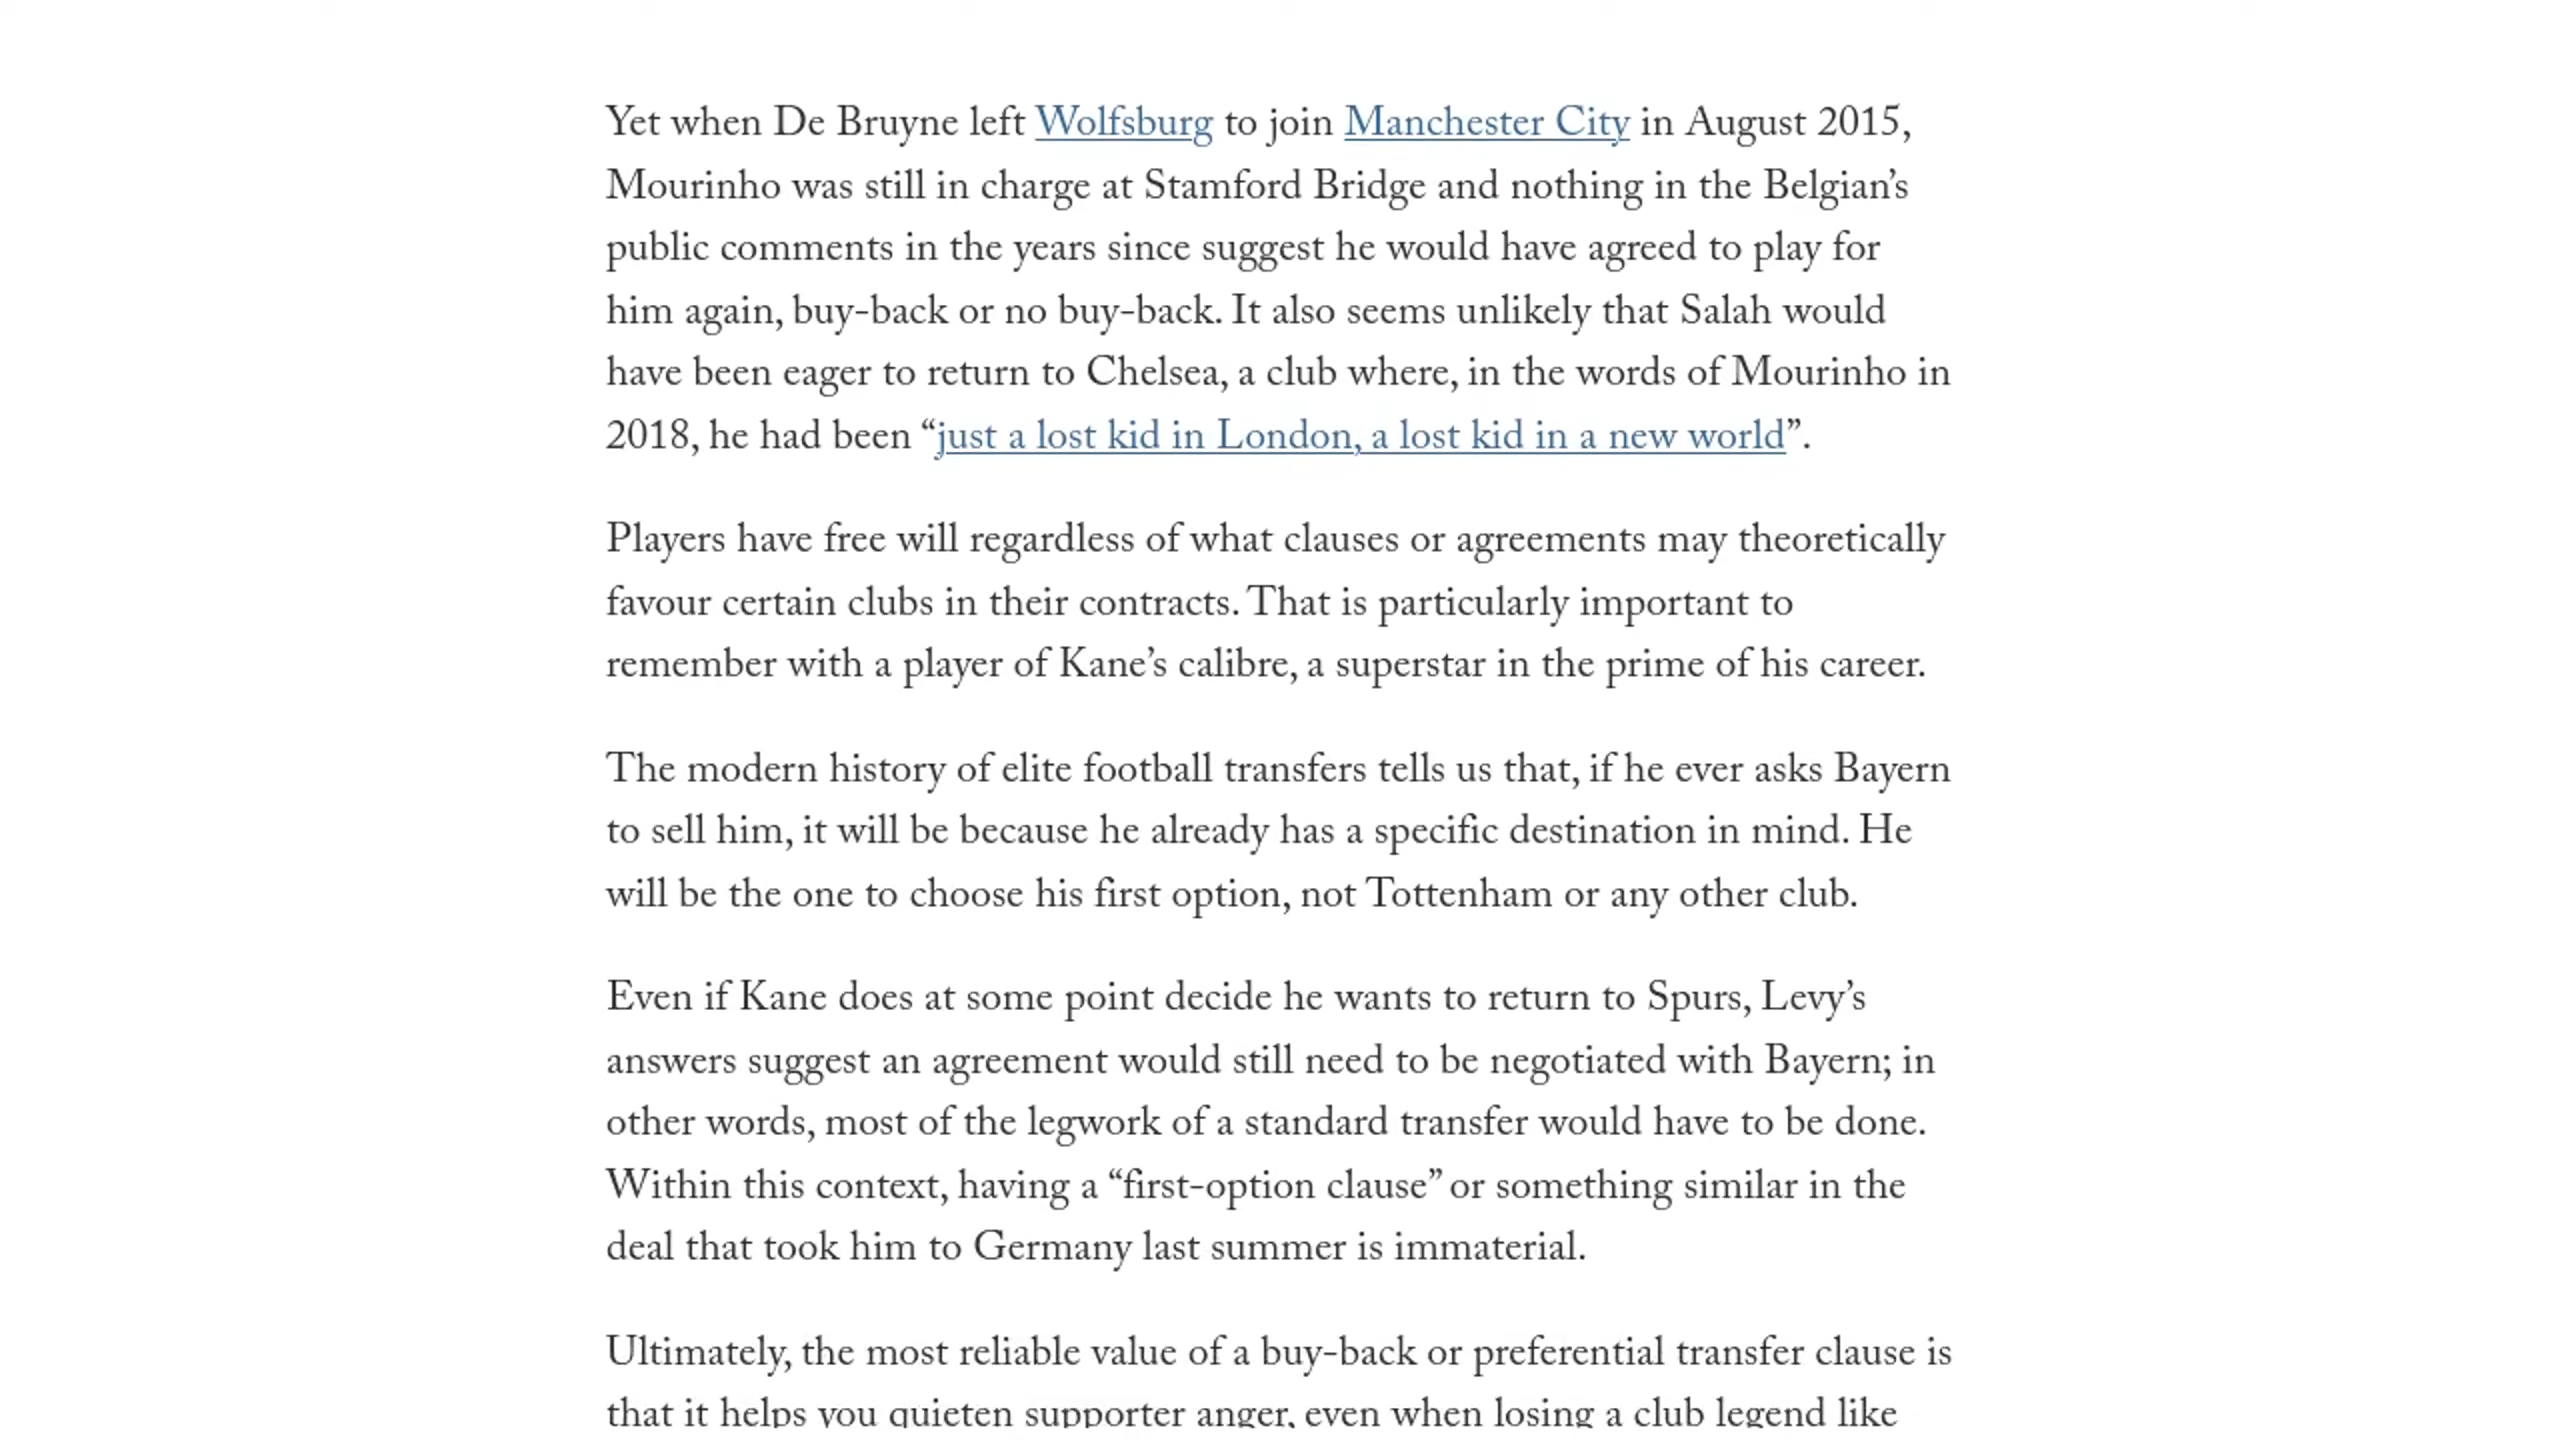 Yet when De Bruyne left Wolfsburg to join Manchester City in August 2015,
Mourinho was still in charge at Stamford Bridge and nothing in the Belgian’s
public comments in the years since suggest he would have agreed to play for
him again, buy-back or no buy-back. It also seems unlikely that Salah would
have been eager to return to Chelsea, a club where, in the words of Mourinho in
2018, he had been “just a lost kid in London, a lost kid in a new world”.
Players have free will regardless of what clauses or agreements may theoretically
favour certain clubs in their contracts. That is particularly important to
remember with a player of Kane’s calibre, a superstar in the prime of his career.
The modern history of elite football transfers tells us that, if he ever asks Bayern
to sell him, it will be because he already has a specific destination in mind. He
will be the one to choose his first option, not Tottenham or any other club.
Even if Kane does at some point decide he wants to return to Spurs, Levy’s
answers suggest an agreement would still need to be negotiated with Bayern; in
other words, most of the legwork of a standard transfer would have to be done.
Within this context, having a “first-option clause” or something similar in the
deal that took him to Germany last summer is immaterial.
Ultimately, the most reliable value of a buy-back or preferential transfer clause is
that it helps you quieten supporter anger, even when losing a club legend like